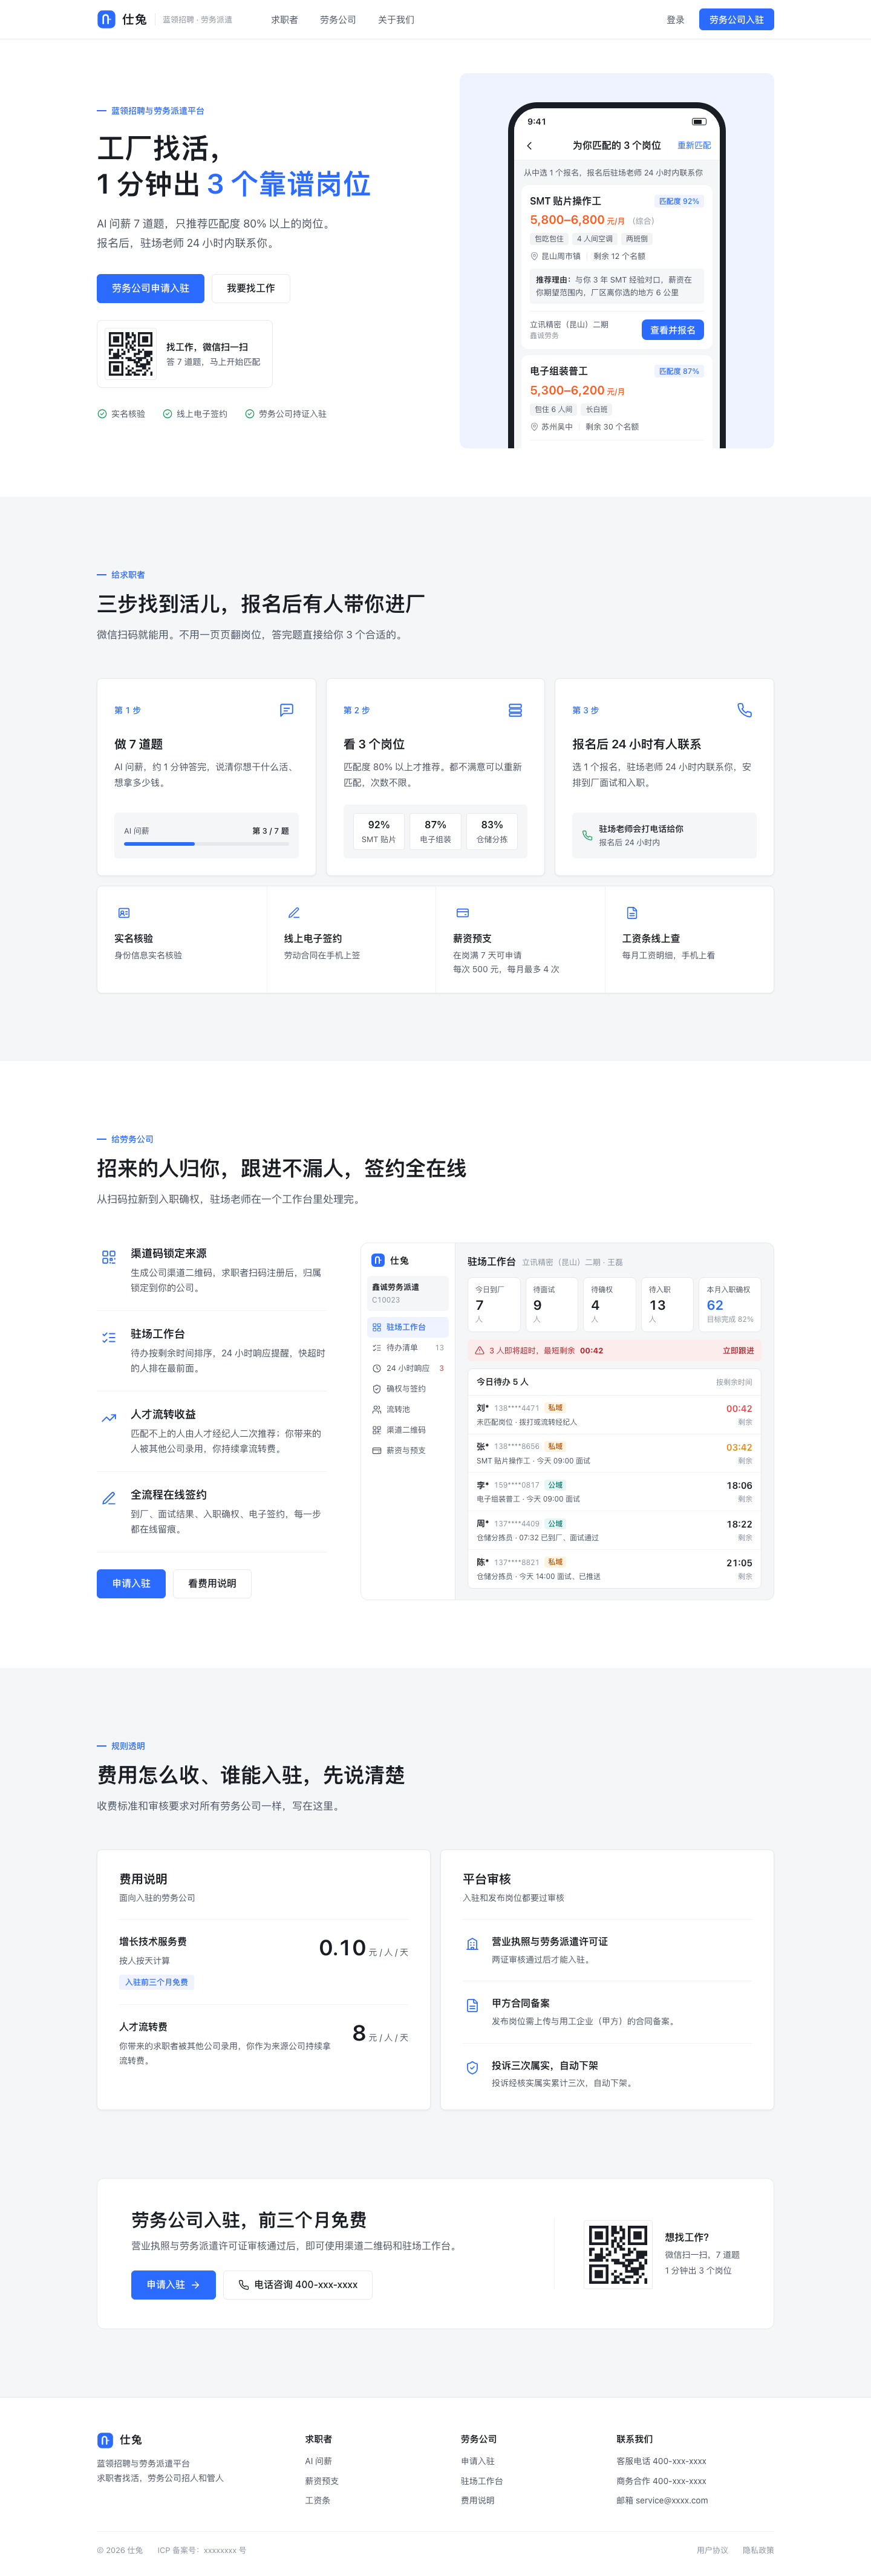 仕兔 蓝领招聘 · 劳务派遣 求职者 劳务公司 关于我们 登录 劳务公司入驻
蓝领招聘与劳务派遣平台
工厂找活，
1 分钟出 3 个靠谱岗位
AI 问薪 7 道题，只推荐匹配度 80% 以上的岗位。
报名后，驻场老师 24 小时内联系你。
劳务公司申请入驻 我要找工作
找工作，微信扫一扫
答 7 道题，马上开始匹配
实名核验 线上电子签约 劳务公司持证入驻
9:41
为你匹配的 3 个岗位 重新匹配
从中选 1 个报名，报名后驻场老师 24 小时内联系你
SMT 贴片操作工 匹配度 92%
5,800–6,800 元/月 （综合）
包吃包住 4 人间空调 两班倒
昆山周市镇 剩余 12 个名额
推荐理由：与你 3 年 SMT 经验对口，薪资在
你期望范围内，厂区离你选的地方 6 公里
立讯精密（昆山）二期
鑫诚劳务
查看并报名
电子组装普工 匹配度 87%
5,300–6,200 元/月
包住 6 人间 长白班
苏州吴中 剩余 30 个名额
给求职者
三步找到活儿，报名后有人带你进厂
微信扫码就能用。不用一页页翻岗位，答完题直接给你 3 个合适的。
第 1 步
做 7 道题
AI 问薪，约 1 分钟答完，说清你想干什么活、
想拿多少钱。
AI 问薪 第 3 / 7 题
第 2 步
看 3 个岗位
匹配度 80% 以上才推荐。都不满意可以重新
匹配，次数不限。
92% 87% 83%
SMT 贴片 电子组装 仓储分拣
第 3 步
报名后 24 小时有人联系
选 1 个报名，驻场老师 24 小时内联系你，安
排到厂面试和入职。
驻场老师会打电话给你
报名后 24 小时内
实名核验
身份信息实名核验
线上电子签约
劳动合同在手机上签
薪资预支
在岗满 7 天可申请
每次 500 元，每月最多 4 次
工资条线上查
每月工资明细，手机上看
给劳务公司
招来的人归你，跟进不漏人，签约全在线
从扫码拉新到入职确权，驻场老师在一个工作台里处理完。
渠道码锁定来源
生成公司渠道二维码，求职者扫码注册后，归属
锁定到你的公司。
驻场工作台
待办按剩余时间排序，24 小时响应提醒，快超时
的人排在最前面。
人才流转收益
匹配不上的人由人才经纪人二次推荐；你带来的
人被其他公司录用，你持续拿流转费。
全流程在线签约
到厂、面试结果、入职确权、电子签约，每一步
都在线留痕。
申请入驻 看费用说明
仕兔
鑫诚劳务派遣
C10023
驻场工作台
待办清单 13
24 小时响应 3
确权与签约
流转池
渠道二维码
薪资与预支
驻场工作台 立讯精密（昆山）二期 · 王磊
今日到厂 待面试 待确权 待入职 本月入职确权
7 9 4 13 62
人 人 人 人 目标完成 82%
3 人即将超时，最短剩余 00:42 立即跟进
今日待办 5 人 按剩余时间
刘* 138****4471 私域 00:42
未匹配岗位 · 拨打或流转经纪人 剩余
张* 138****8656 私域 03:42
SMT 贴片操作工 · 今天 09:00 面试 剩余
李* 159****0817 公域 18:06
电子组装普工 · 今天 09:00 面试 剩余
周* 137****4409 公域 18:22
仓储分拣员 · 07:32 已到厂、面试通过 剩余
陈* 137****8821 私域 21:05
仓储分拣员 · 今天 14:00 面试、已推送 剩余
规则透明
费用怎么收、谁能入驻，先说清楚
收费标准和审核要求对所有劳务公司一样，写在这里。
费用说明
面向入驻的劳务公司
增长技术服务费 0.10 元 / 人 / 天
按人按天计算
入驻前三个月免费
人才流转费 8 元 / 人 / 天
你带来的求职者被其他公司录用，你作为来源公司持续拿
流转费。
平台审核
入驻和发布岗位都要过审核
营业执照与劳务派遣许可证
两证审核通过后才能入驻。
甲方合同备案
发布岗位需上传与用工企业（甲方）的合同备案。
投诉三次属实，自动下架
投诉经核实属实累计三次，自动下架。
劳务公司入驻，前三个月免费
营业执照与劳务派遣许可证审核通过后，即可使用渠道二维码和驻场工作台。
申请入驻 电话咨询 400-xxx-xxxx
想找工作？
微信扫一扫，7 道题
1 分钟出 3 个岗位
仕兔
蓝领招聘与劳务派遣平台
求职者找活，劳务公司招人和管人
求职者
AI 问薪
薪资预支
工资条
劳务公司
申请入驻
驻场工作台
费用说明
联系我们
客服电话 400-xxx-xxxx
商务合作 400-xxx-xxxx
邮箱 service@xxxx.com
© 2026 仕兔 ICP 备案号：xxxxxxxx 号 用户协议 隐私政策